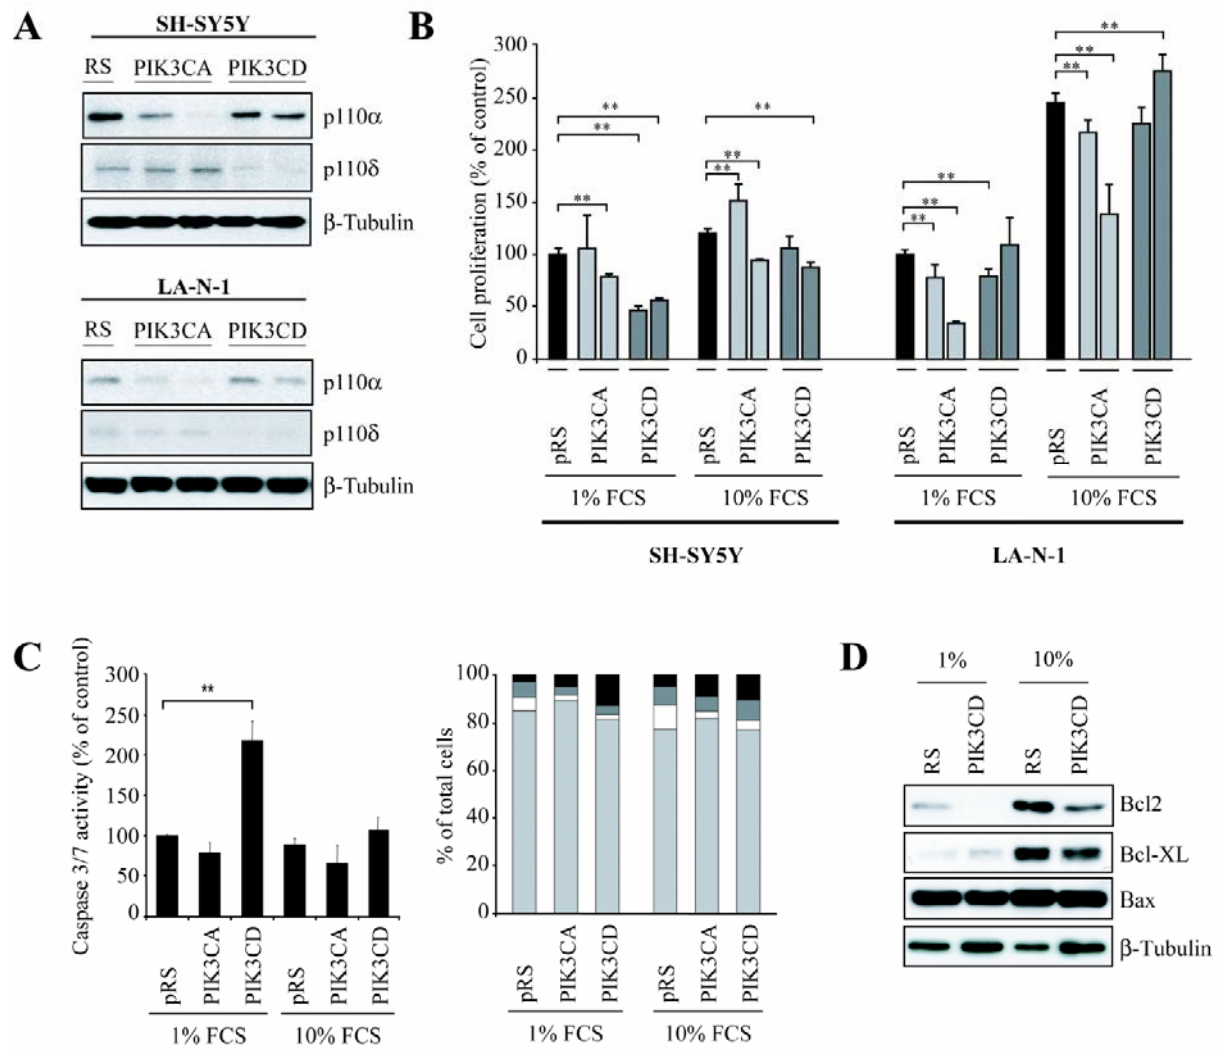 A
SH-SY5Y
RS PIK3CA PIK3CD
p110α
p110δ
β-Tubulin
LA-N-1
RS PIK3CA PIK3CD
p110α
p110δ
β-Tubulin
B
Cell proliferation (% of control)
300
250
200
150
100
50
0
** ** ** ** ** ** ** ** ** ** ** **
pRS PIK3CA PIK3CD pRS PIK3CA PIK3CD pRS PIK3CA PIK3CD pRS PIK3CA PIK3CD
1% FCS 10% FCS 1% FCS 10% FCS
SH-SY5Y LA-N-1
C
Caspase 3/7 activity (% of control)
300
250
200
150
100
50
0
**
pRS PIK3CA PIK3CD pRS PIK3CA PIK3CD
1% FCS 10% FCS
% of total cells
100
80
60
40
20
0
pRS PIK3CA PIK3CD pRS PIK3CA PIK3CD
1% FCS 10% FCS
D
1% 10%
RS PIK3CD RS PIK3CD
Bcl2
Bcl-XL
Bax
β-Tubulin